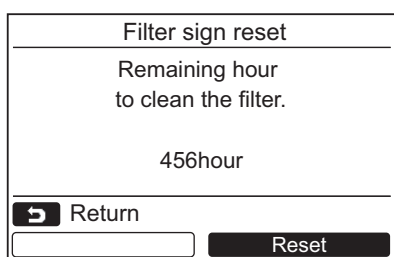 Filter sign reset
Remaining hour
to clean the filter.
456hour
Return
Reset